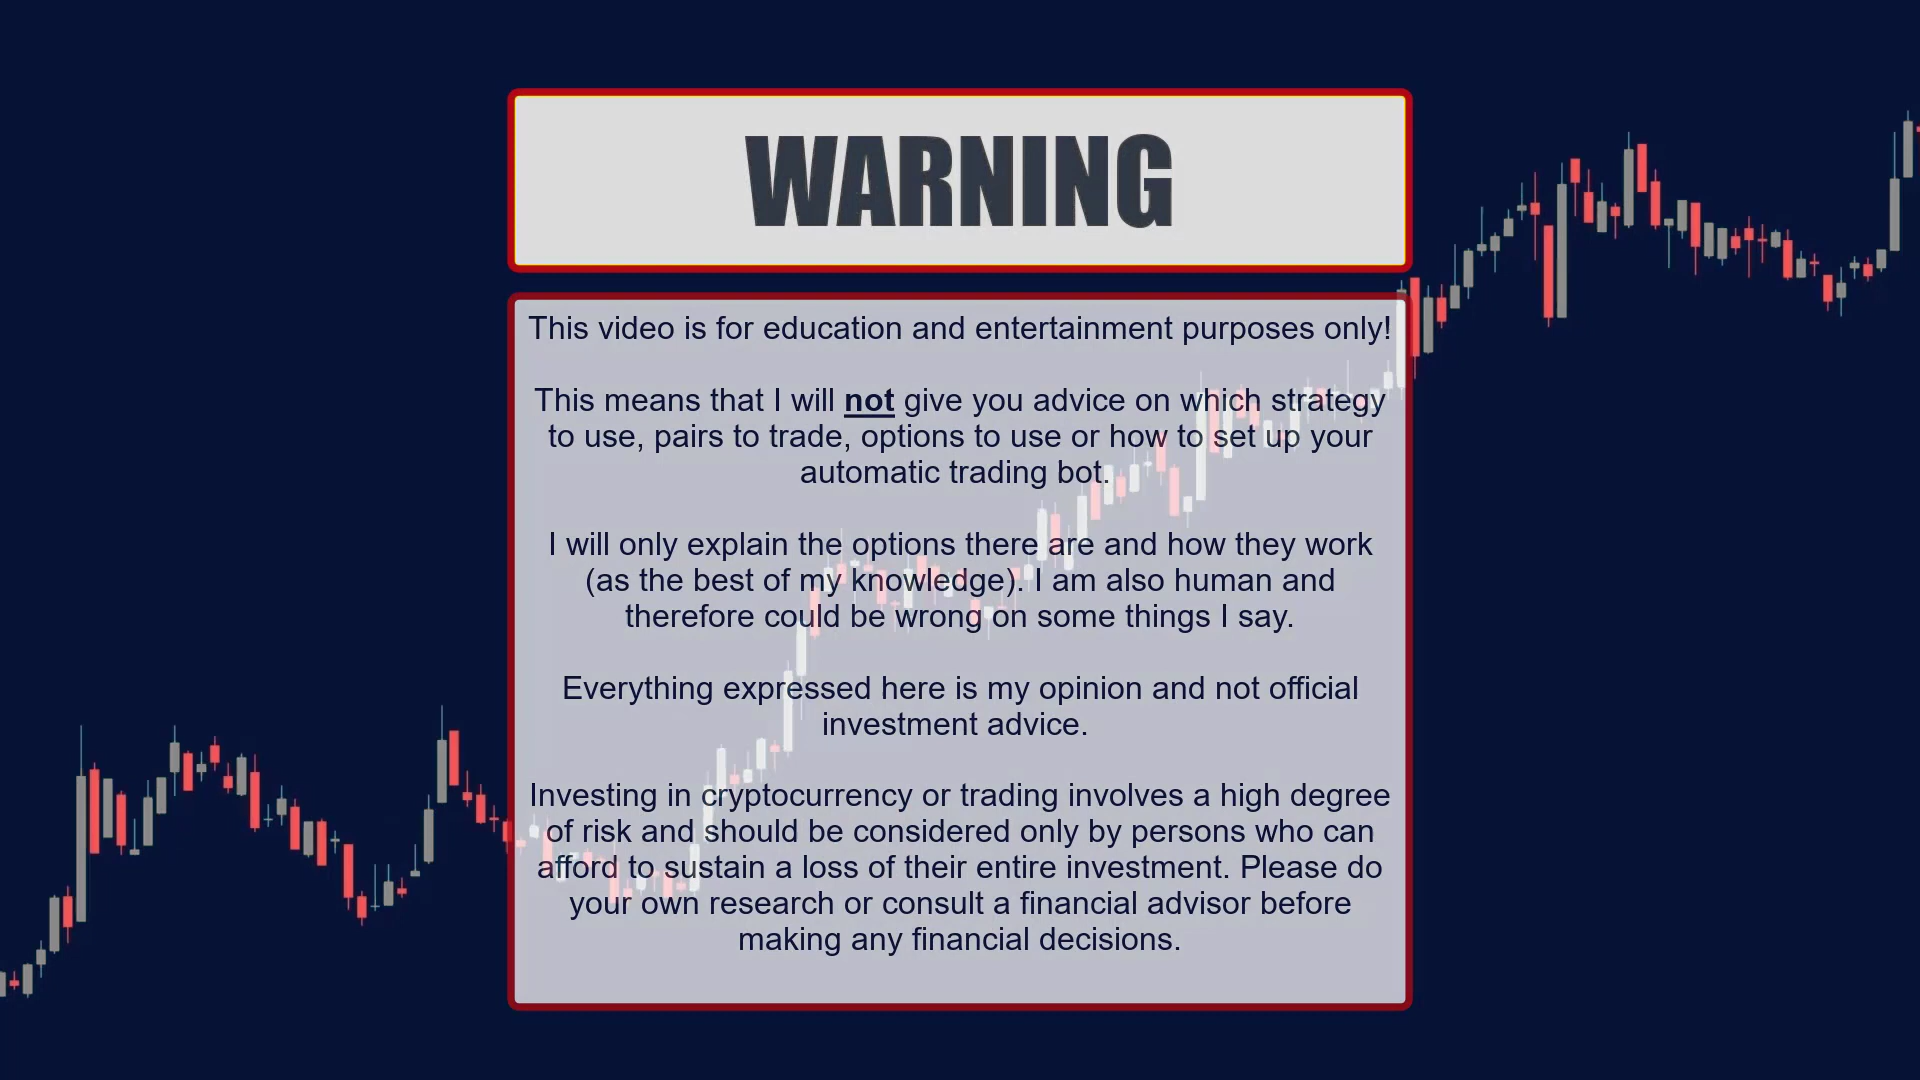 WARNING
This video is for education and entertainment purposes only!
This means that I will not give you advice on which strategy
to use, pairs to trade, options to use or how to set up your
automatic trading bot.
I will only explain the options there are and how they work
(as the best of my knowledge). I am also human and
therefore could be wrong on some things I say.
Everything expressed here is my opinion and not official
investment advice.
Investing in cryptocurrency or trading involves a high degree
of risk and should be considered only by persons who can
afford to sustain a loss of their entire investment. Please do
your own research or consult a financial advisor before
making any financial decisions.